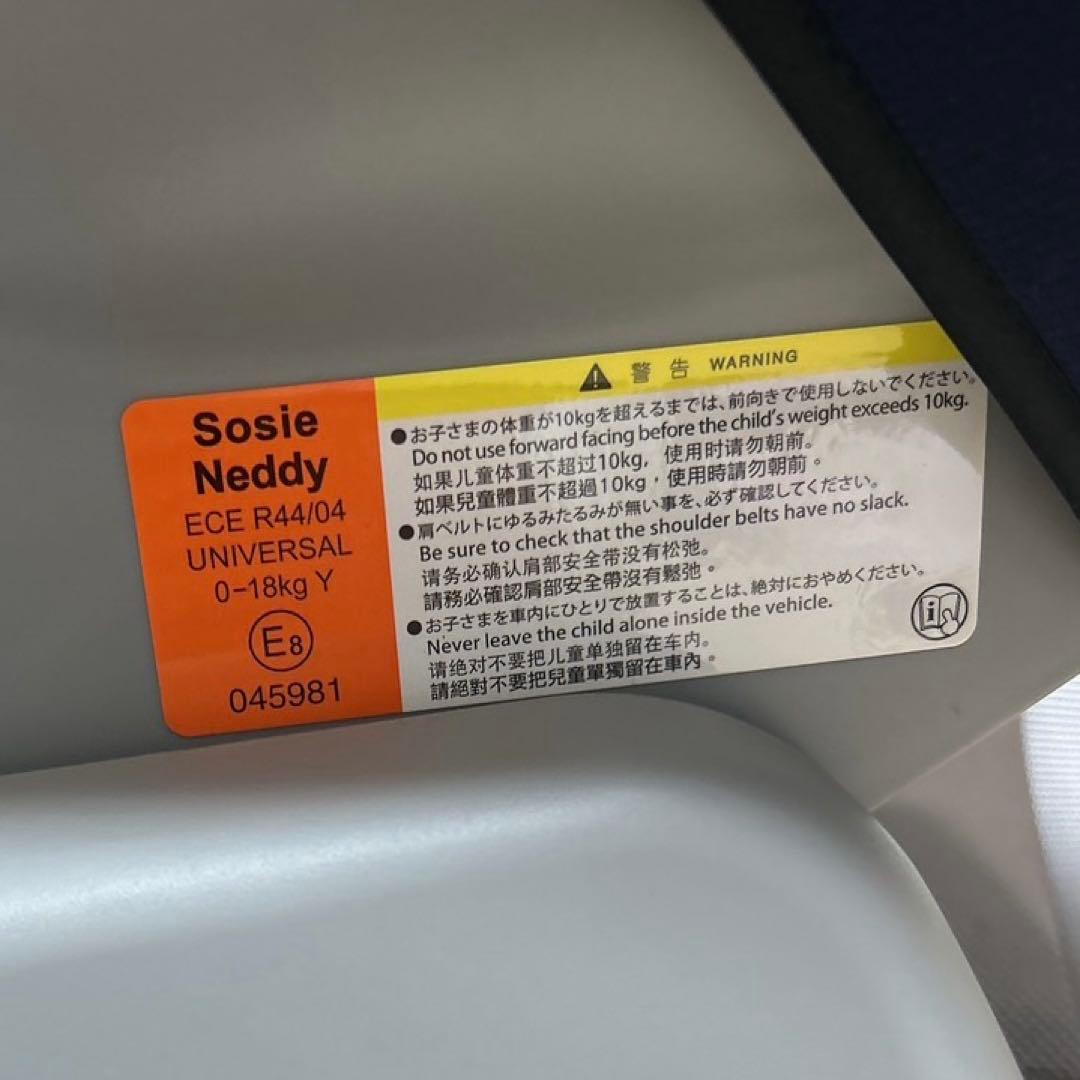 Sosie
Neddy
ECE R44/04
UNIVERSAL
0-18kg Y
E8
045981
警告 WARNING
●お子さまの体重が10kgを超えるまでは、前向きで使用しないでください。
Do not use forward facing before the child's weight exceeds 10kg.
如果儿童体重不超过10kg，使用时请勿朝前。
如果兒童體重不超過10kg，使用時請勿朝前。
●肩ベルトにゆるみたるみが無い事を、必ず確認してください。
Be sure to check that the shoulder belts have no slack.
请务必确认肩部安全带没有松弛。
請務必確認肩部安全帶沒有鬆弛。
●お子さまを車内にひとりで放置することは、絶対におやめください。
Never leave the child alone inside the vehicle.
请绝对不要把儿童单独留在车内。
請絕對不要把兒童單獨留在車內。